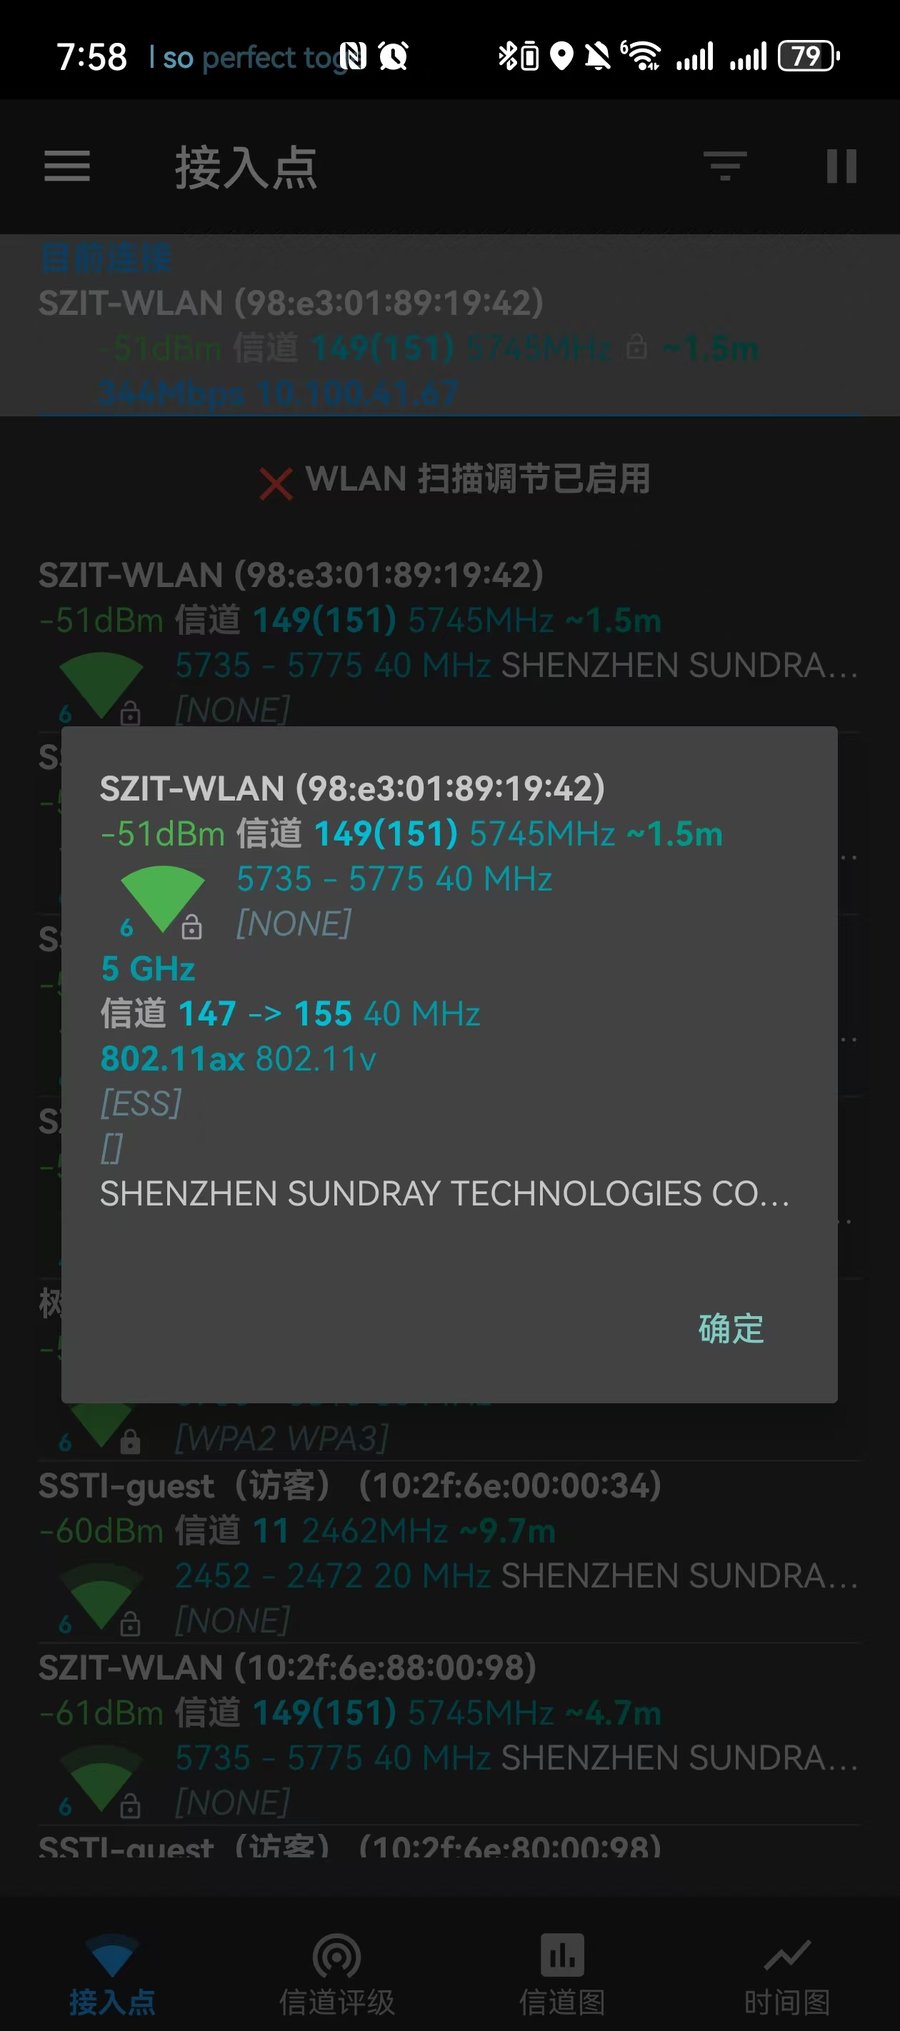 7:58 l so perfect tog 6 79
接入点
目前连接
SZIT-WLAN (98:e3:01:89:19:42)
-51dBm 信道 149(151) 5745MHz ~1.5m
344Mbps 10.100.41.67
WLAN 扫描调节已启用
SZIT-WLAN (98:e3:01:89:19:42)
-51dBm 信道 149(151) 5745MHz ~1.5m
5735 - 5775 40 MHz SHENZHEN SUNDRA...
6 [NONE]
SZIT-WLAN (98:e3:01:89:19:42)
-51dBm 信道 149(151) 5745MHz ~1.5m
5735 - 5775 40 MHz
6 [NONE]
5 GHz
信道 147 -> 155 40 MHz
802.11ax 802.11v
[ESS]
[]
SHENZHEN SUNDRAY TECHNOLOGIES CO...
确定
6 [WPA2 WPA3]
SSTI-guest（访客） (10:2f:6e:00:00:34)
-60dBm 信道 11 2462MHz ~9.7m
2452 - 2472 20 MHz SHENZHEN SUNDRA...
6 [NONE]
SZIT-WLAN (10:2f:6e:88:00:98)
-61dBm 信道 149(151) 5745MHz ~4.7m
5735 - 5775 40 MHz SHENZHEN SUNDRA...
6 [NONE]
SSTI-guest（访客） (10:2f:6e:80:00:98)
接入点 信道评级 信道图 时间图